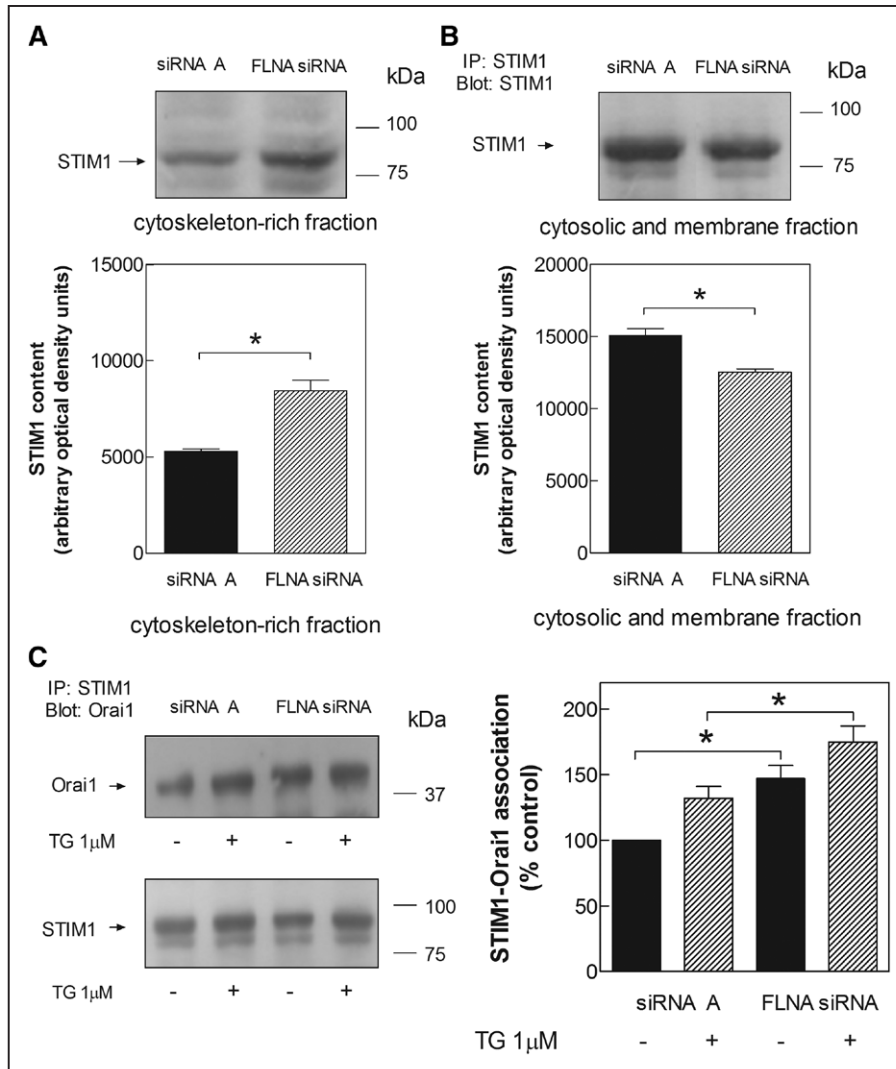 A
siRNA A FLNA siRNA kDa
100
STIM1
75
cytoskeleton-rich fraction
15000
10000
5000
0
STIM1 content
(arbitrary optical density units)
*
siRNA A FLNA siRNA
cytoskeleton-rich fraction
B
IP: STIM1
Blot: STIM1
siRNA A FLNA siRNA kDa
100
STIM1
75
cytosolic and membrane fraction
20000
15000
10000
5000
0
STIM1 content
(arbitrary optical density units)
*
siRNA A FLNA siRNA
cytosolic and membrane fraction
C
IP: STIM1
Blot: Orai1
siRNA A FLNA siRNA kDa
Orai1
37
TG 1μM - + - +
100
STIM1
75
TG 1μM - + - +
200
150
100
50
0
STIM1-Orai1 association
(% control)
*
*
siRNA A FLNA siRNA
TG 1μM - + - +